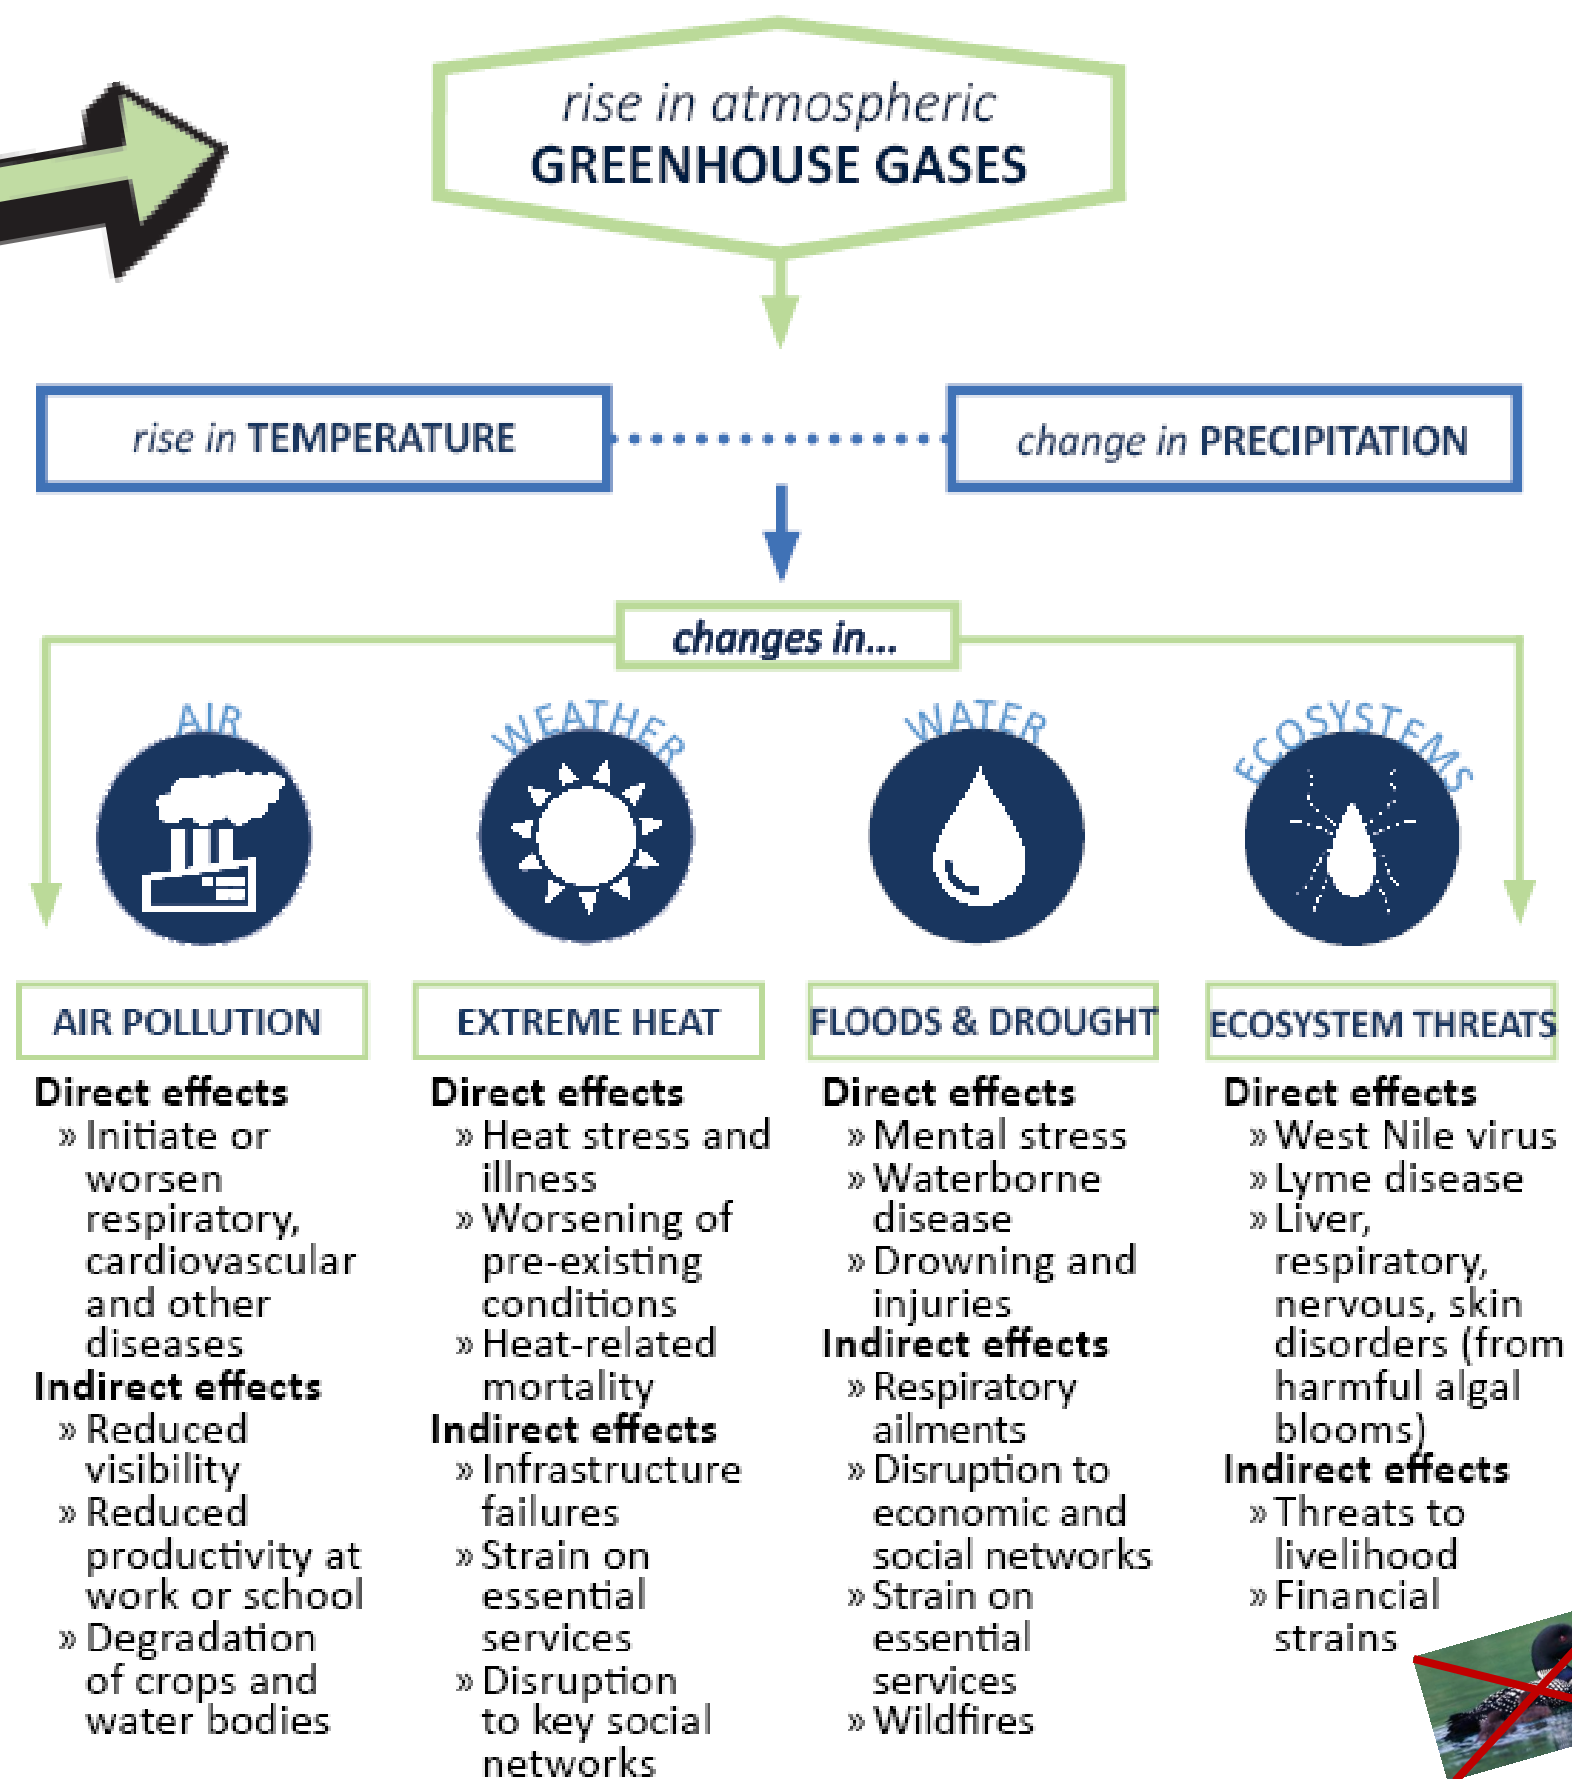 rise in atmospheric
GREENHOUSE GASES
rise in TEMPERATURE
change in PRECIPITATION
changes in...
AIR
WEATHER
WATER
ECOSYSTEMS
AIR POLLUTION
Direct effects
» Initiate or
worsen
respiratory,
cardiovascular
and other
diseases
Indirect effects
» Reduced
visibility
» Reduced
productivity at
work or school
» Degradation
of crops and
water bodies
EXTREME HEAT
Direct effects
» Heat stress and
illness
» Worsening of
pre-existing
conditions
» Heat-related
mortality
Indirect effects
» Infrastructure
failures
» Strain on
essential
services
» Disruption
to key social
networks
FLOODS & DROUGHT
Direct effects
» Mental stress
» Waterborne
disease
» Drowning and
injuries
Indirect effects
» Respiratory
ailments
» Disruption to
economic and
social networks
» Strain on
essential
services
» Wildfires
ECOSYSTEM THREATS
Direct effects
» West Nile virus
» Lyme disease
» Liver,
respiratory,
nervous, skin
disorders (from
harmful algal
blooms)
Indirect effects
» Threats to
livelihood
» Financial
strains